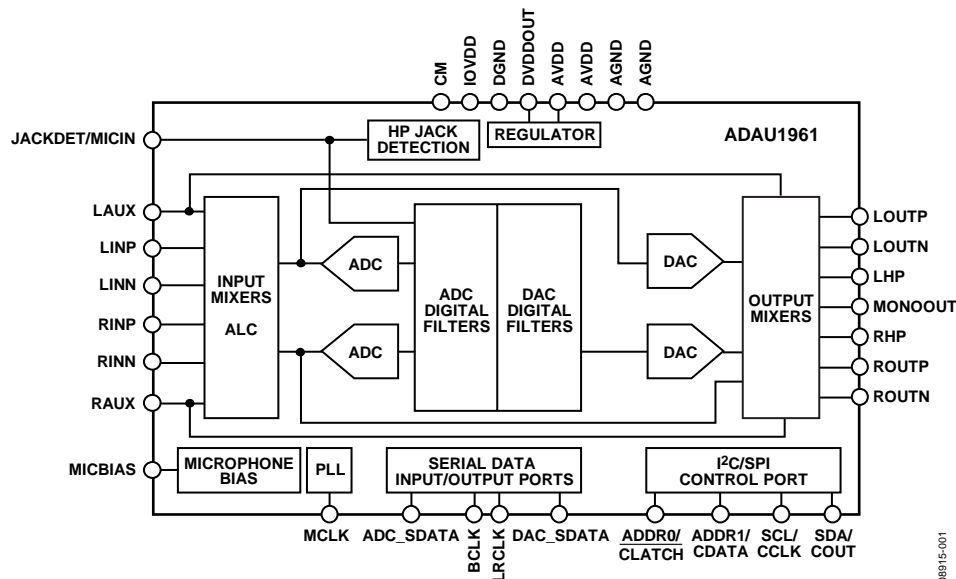 CM
IOVDD
DGND
DVDDOUT
AVDD
AVDD
AGND
AGND
JACKDET/MICIN
HP JACK
DETECTION
REGULATOR
ADAU1961
LAUX
LINP
LINN
RINP
RINN
RAUX
INPUT
MIXERS
ALC
ADC
ADC
ADC
DIGITAL
FILTERS
DAC
DIGITAL
FILTERS
DAC
DAC
OUTPUT
MIXERS
LOUTP
LOUTN
LHP
MONOOUT
RHP
ROUTP
ROUTN
MICBIAS
MICROPHONE
BIAS
PLL
SERIAL DATA
INPUT/OUTPUT PORTS
I²C/SPI
CONTROL PORT
MCLK
ADC_SDATA
BCLK
LRCLK
DAC_SDATA
ADDR0/
CLATCH
ADDR1/
CDATA
SCL/
CCLK
SDA/
COUT
08915-001